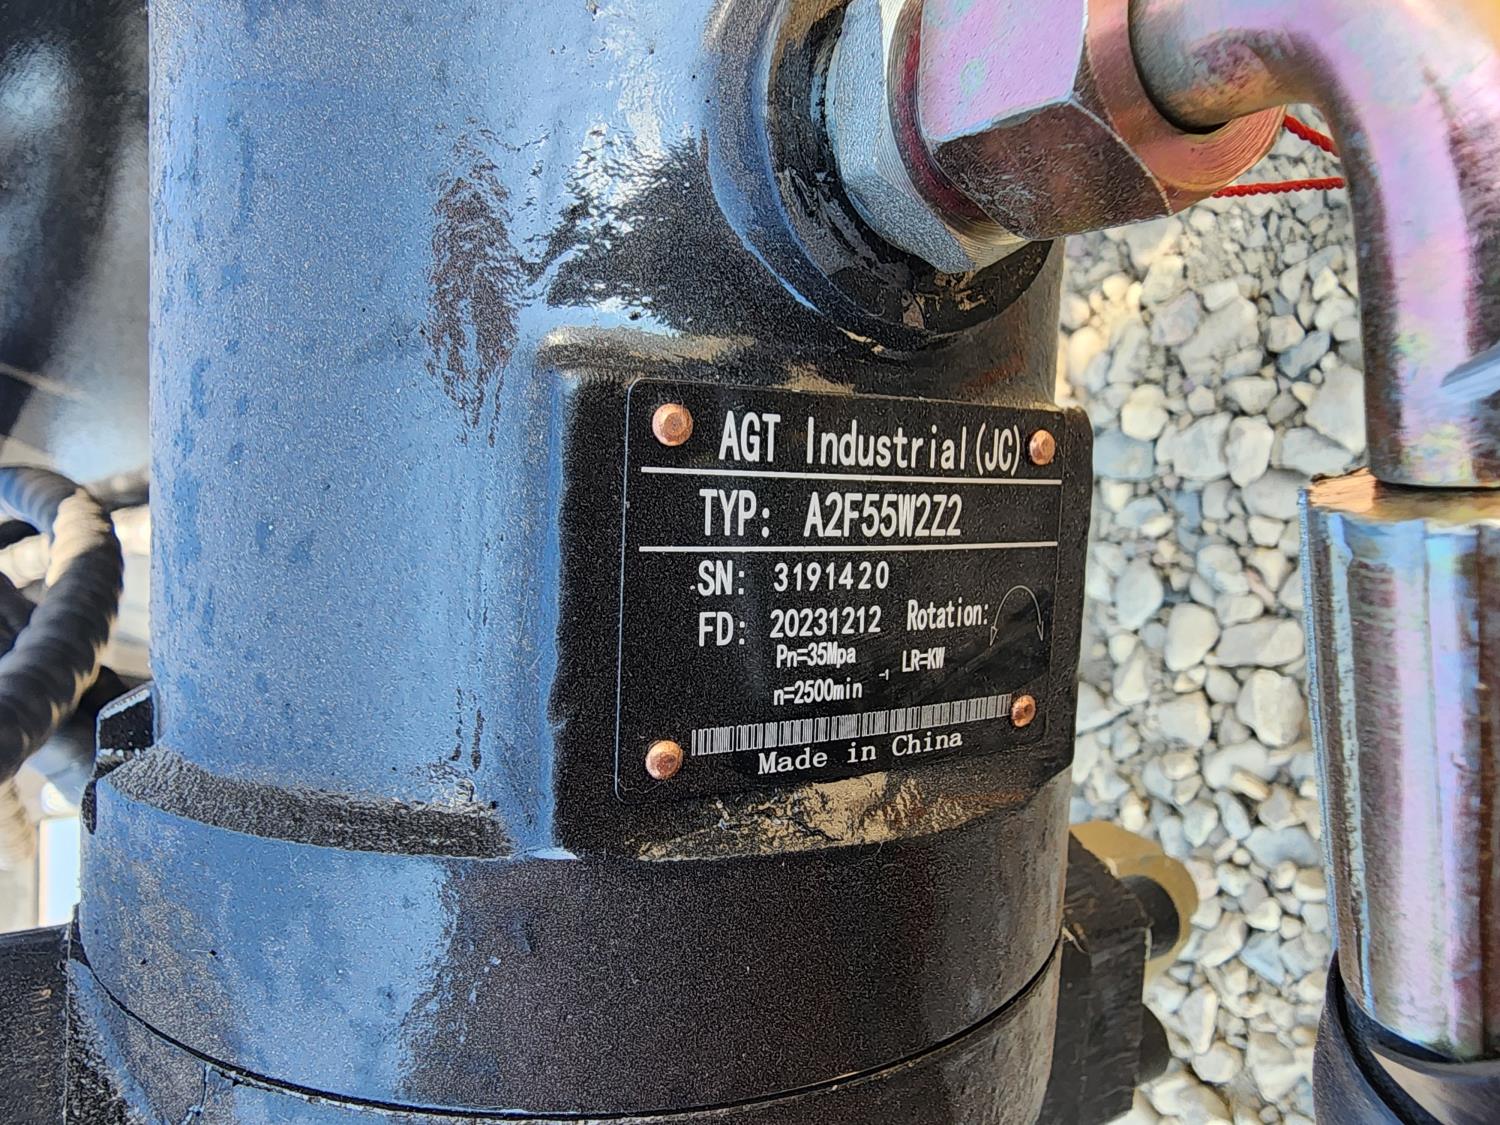 AGT Industrial(JC)
TYP: A2F55W2Z2
SN: 3191420
FD: 20231212 Rotation:
Pn=35Mpa
LR=KW
n=2500min⁻¹
Made in China